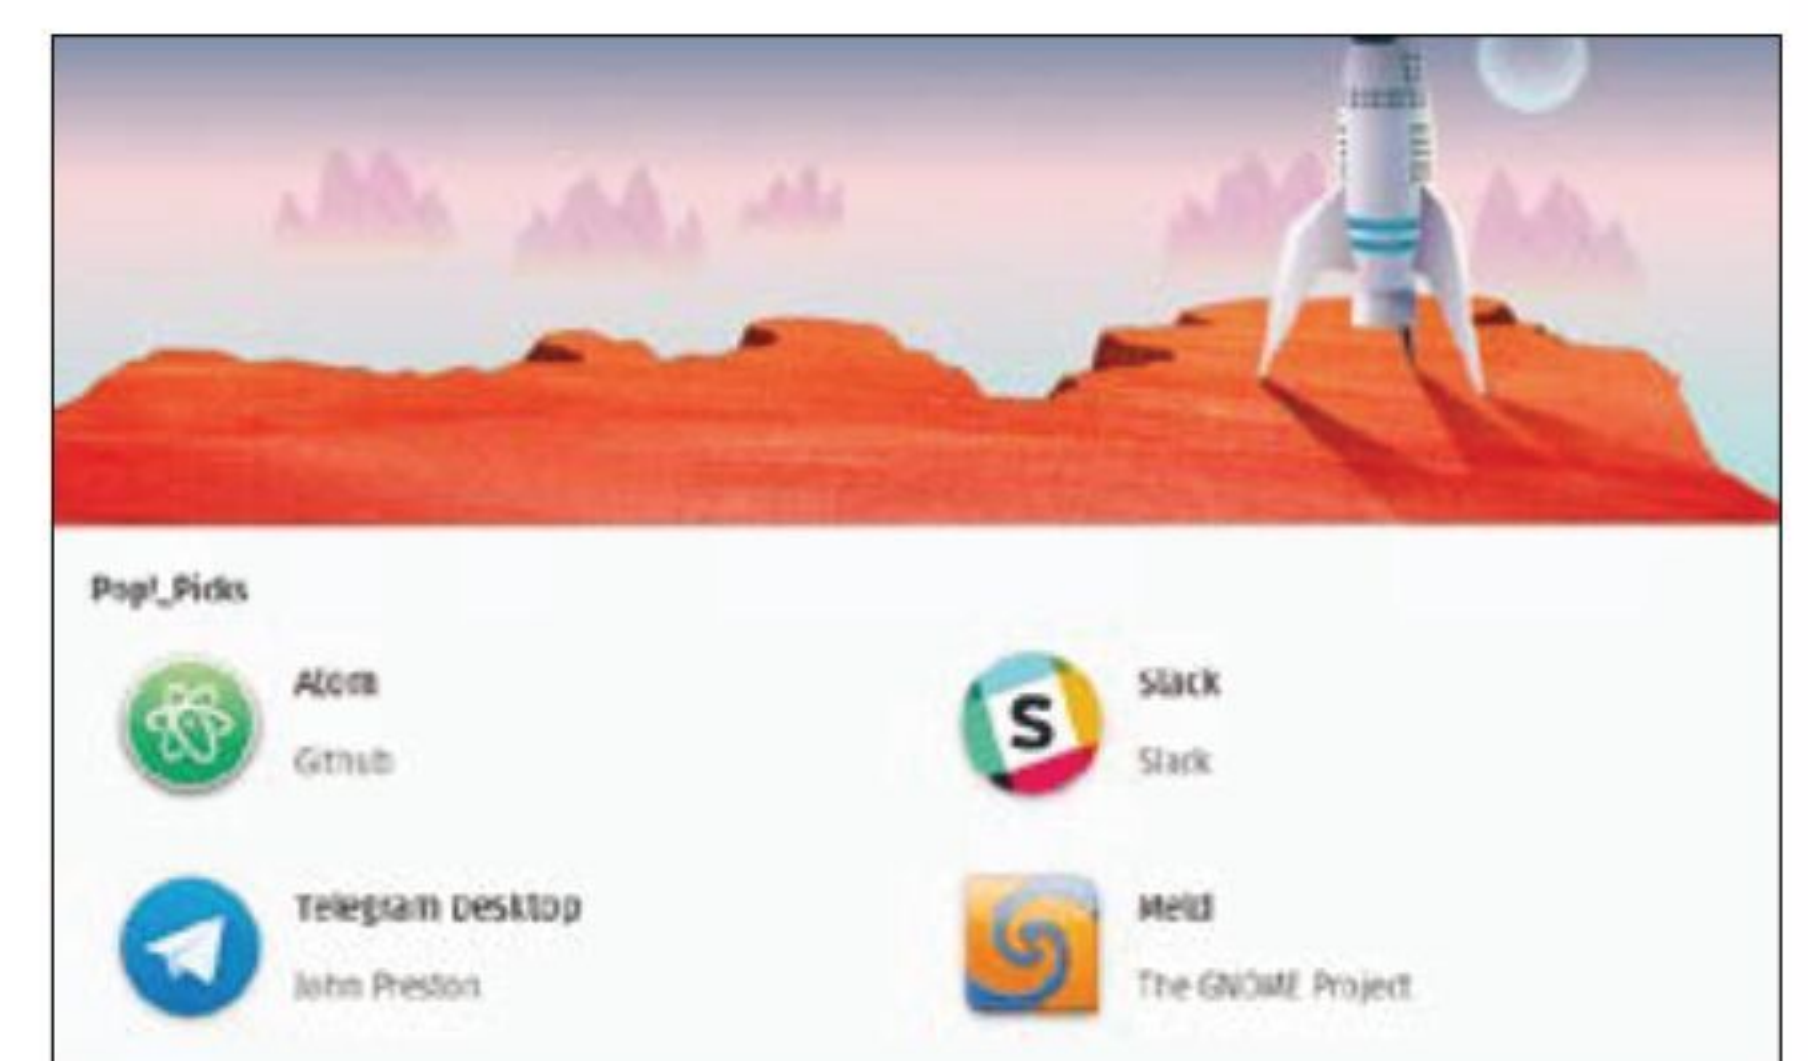 Pop!_Picks
Atom
Github
S
Slack
Slack
Telegram Desktop
John Preston
Meld
The GNOME Project